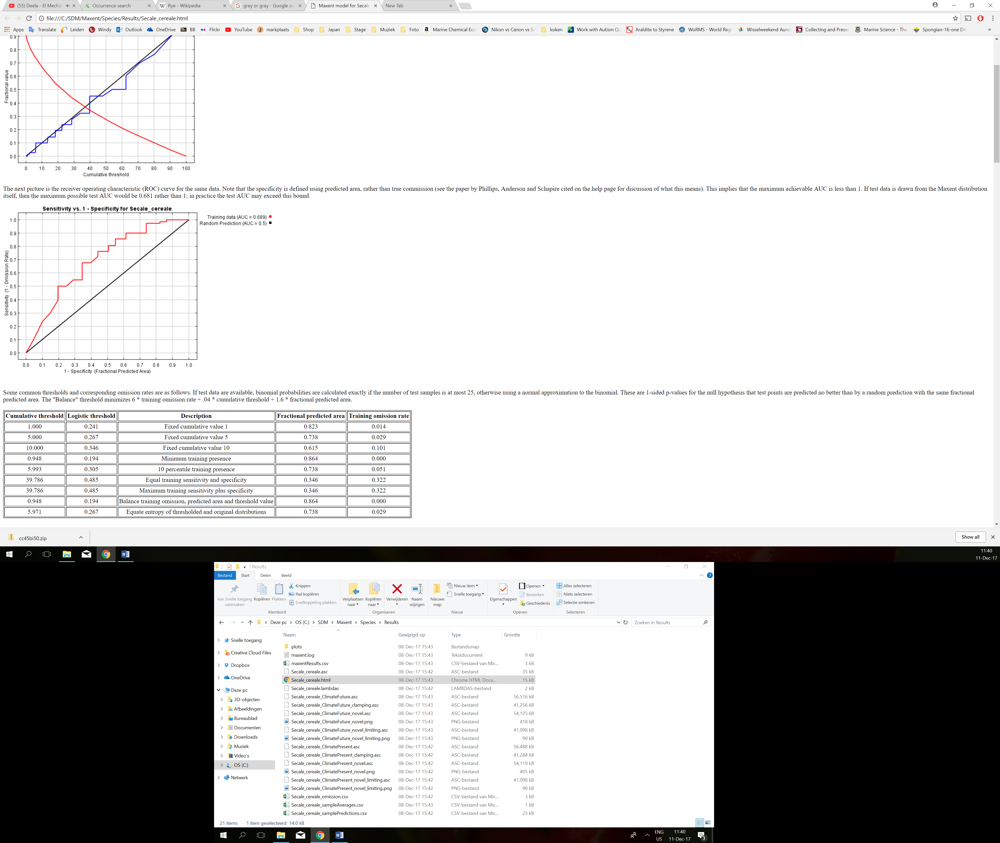 (55) Deela - El Mechá
Occurrence search
W Rye - Wikipedia
G grey or gray - Google zo
Maxent model for Secale
New Tab
file:///C:/SDM/Maxent/Species/Results/Secale_cereale.html
Apps Translate Leiden Windy Outlook OneDrive BB BB Flickr YouTube markplaats Shop Japan Stage Muziek Foto Marine Chemical Eco Nikon vs Canon vs So koken Work with Autism Qu Araldite to Styrene WoRMS - World Regi Wisselweekend Aurel Collecting and Preser Marine Science - The Spongian-16-one Dit »
0.9
0.8
0.7
0.6
0.5
0.4
0.3
0.2
0.1
0.0
Fractional value
0 10 20 30 40 50 60 70 80 90 100
Cumulative threshold
The next picture is the receiver operating characteristic (ROC) curve for the same data. Note that the specificity is defined using predicted area, rather than true commission (see the paper by Phillips, Anderson and Schapire cited on the help page for discussion of what this means). This implies that the maximum achievable AUC is less than 1. If test data is drawn from the Maxent distribution
itself, then the maximum possible test AUC would be 0.681 rather than 1; in practice the test AUC may exceed this bound.
Sensitivity vs. 1 - Specificity for Secale_cereale
Training data (AUC = 0.689)
Random Prediction (AUC = 0.5)
1.0
0.9
0.8
0.7
0.6
0.5
0.4
0.3
0.2
0.1
0.0
Sensitivity (1 - Omission Rate)
0.0 0.1 0.2 0.3 0.4 0.5 0.6 0.7 0.8 0.9 1.0
1 - Specificity (Fractional Predicted Area)
Some common thresholds and corresponding omission rates are as follows. If test data are available, binomial probabilities are calculated exactly if the number of test samples is at most 25, otherwise using a normal approximation to the binomial. These are 1-sided p-values for the null hypothesis that test points are predicted no better than by a random prediction with the same fractional
predicted area. The "Balance" threshold minimizes 6 * training omission rate + .04 * cumulative threshold + 1.6 * fractional predicted area.
Cumulative threshold Logistic threshold Description Fractional predicted area Training omission rate
1.000 0.241 Fixed cumulative value 1 0.823 0.014
5.000 0.267 Fixed cumulative value 5 0.738 0.029
10.000 0.346 Fixed cumulative value 10 0.615 0.101
0.948 0.194 Minimum training presence 0.864 0.000
5.993 0.305 10 percentile training presence 0.738 0.051
39.786 0.485 Equal training sensitivity and specificity 0.346 0.322
39.786 0.485 Maximum training sensitivity plus specificity 0.346 0.322
0.948 0.194 Balance training omission, predicted area and threshold value 0.864 0.000
5.971 0.267 Equate entropy of thresholded and original distributions 0.738 0.029
cc45bi50.zip
Show all
11:40
11-Dec-17
Results
Bestand Start Delen Beeld
Aan Snelle toegang vastmaken
Kopiëren
Plakken
Knippen
Pad kopiëren
Snelkoppeling plakken
Klembord
Verplaatsen naar
Kopiëren naar
Verwijderen
Naam wijzigen
Organiseren
Nieuwe map
Nieuw item
Snelle toegang
Nieuw
Eigenschappen
Openen
Bewerken
Geschiedenis
Openen
Alles selecteren
Niets selecteren
Selectie omkeren
Selecteren
Deze pc > OS (C:) > SDM > Maxent > Species > Results
Zoeken in Results
Snelle toegang
Creative Cloud Files
Dropbox
OneDrive
Deze pc
3D-objecten
Afbeeldingen
Bureaublad
Documenten
Downloads
Muziek
Video's
OS (C:)
Netwerk
Naam Gewijzigd op Type Grootte
plots 08-Dec-17 15:43 Bestandsmap
maxent.log 08-Dec-17 15:43 Tekstdocument 9 kB
maxentResults.csv 08-Dec-17 15:43 CSV-bestand van Mic... 3 kB
Secale_cereale.asc 08-Dec-17 15:42 ASC-bestand 35 kB
Secale_cereale.html 08-Dec-17 15:43 Chrome HTML Docu... 15 kB
Secale_cereale.lambdas 08-Dec-17 15:42 LAMBDAS-bestand 2 kB
Secale_cereale_ClimateFuture.asc 08-Dec-17 15:43 ASC-bestand 56,516 kB
Secale_cereale_ClimateFuture_clamping.asc 08-Dec-17 15:43 ASC-bestand 41,256 kB
Secale_cereale_ClimateFuture_novel.asc 08-Dec-17 15:43 ASC-bestand 54,125 kB
Secale_cereale_ClimateFuture_novel.png 08-Dec-17 15:43 PNG-bestand 418 kB
Secale_cereale_ClimateFuture_novel_limiting.asc 08-Dec-17 15:43 ASC-bestand 41,098 kB
Secale_cereale_ClimateFuture_novel_limiting.png 08-Dec-17 15:43 PNG-bestand 90 kB
Secale_cereale_ClimatePresent.asc 08-Dec-17 15:42 ASC-bestand 56,488 kB
Secale_cereale_ClimatePresent_clamping.asc 08-Dec-17 15:42 ASC-bestand 41,284 kB
Secale_cereale_ClimatePresent_novel.asc 08-Dec-17 15:42 ASC-bestand 54,119 kB
Secale_cereale_ClimatePresent_novel.png 08-Dec-17 15:42 PNG-bestand 405 kB
Secale_cereale_ClimatePresent_novel_limiting.asc 08-Dec-17 15:42 ASC-bestand 41,098 kB
Secale_cereale_ClimatePresent_novel_limiting.png 08-Dec-17 15:42 PNG-bestand 90 kB
Secale_cereale_omission.csv 08-Dec-17 15:42 CSV-bestand van Mic... 3 kB
Secale_cereale_sampleAverages.csv 08-Dec-17 15:43 CSV-bestand van Mic... 1 kB
Secale_cereale_samplePredictions.csv 08-Dec-17 15:42 CSV-bestand van Mic... 23 kB
21 items 1 item geselecteerd 14.0 kB
ENG
US
11:40
11-Dec-17
3